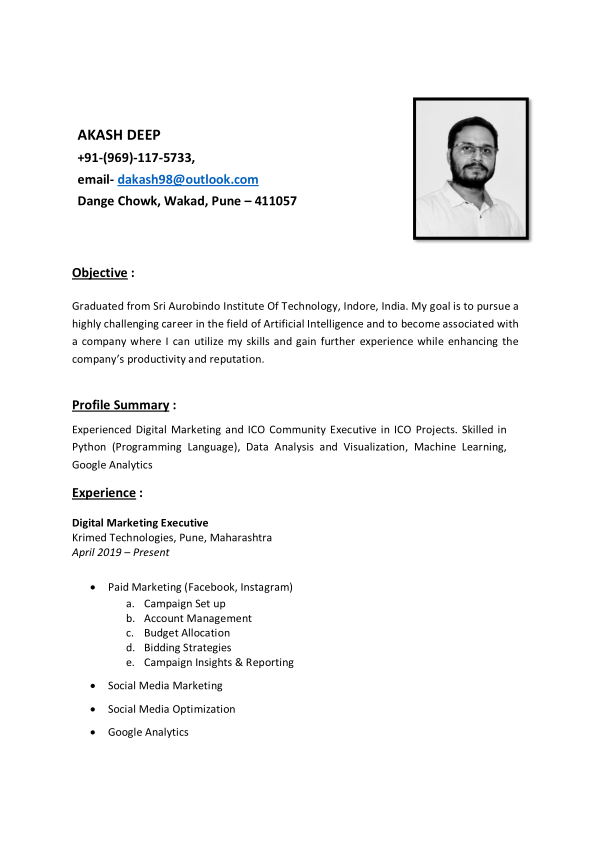 AKASH DEEP
+91-(969)-117-5733,
email- dakash98@outlook.com
Dange Chowk, Wakad, Pune – 411057
Objective :
Graduated from Sri Aurobindo Institute Of Technology, Indore, India. My goal is to pursue a
highly challenging career in the field of Artificial Intelligence and to become associated with
a company where I can utilize my skills and gain further experience while enhancing the
company’s productivity and reputation.
Profile Summary :
Experienced Digital Marketing and ICO Community Executive in ICO Projects. Skilled in
Python (Programming Language), Data Analysis and Visualization, Machine Learning,
Google Analytics
Experience :
Digital Marketing Executive
Krimed Technologies, Pune, Maharashtra
April 2019 – Present
• Paid Marketing (Facebook, Instagram)
a. Campaign Set up
b. Account Management
c. Budget Allocation
d. Bidding Strategies
e. Campaign Insights & Reporting
• Social Media Marketing
• Social Media Optimization
• Google Analytics